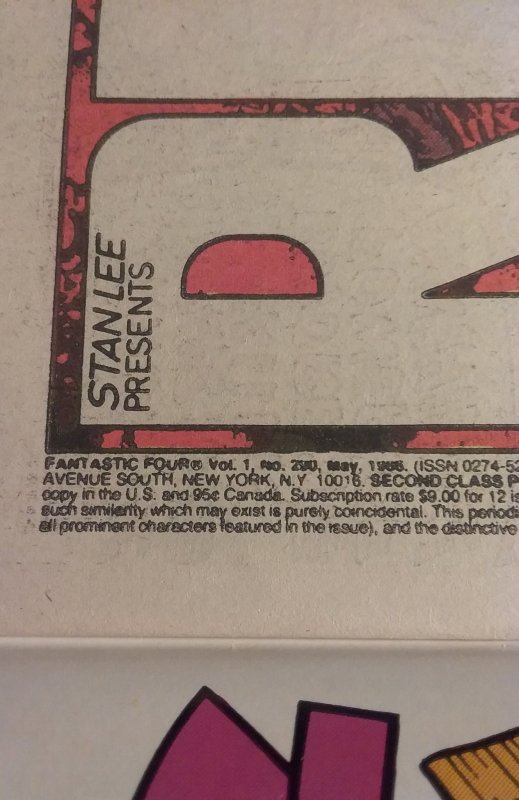 STAN LEE
PRESENTS
FANTASTIC FOUR® Vol. 1, No. 290, May, 1986. (ISSN 0274-52
AVENUE SOUTH, NEW YORK, N.Y. 10016. SECOND CLASS P
copy in the U.S. and 95¢ Canada. Subscription rate $9.00 for 12 is
such similarity which may exist is purely coincidental. This periodi
all prominent characters featured in the issue), and the distinctive